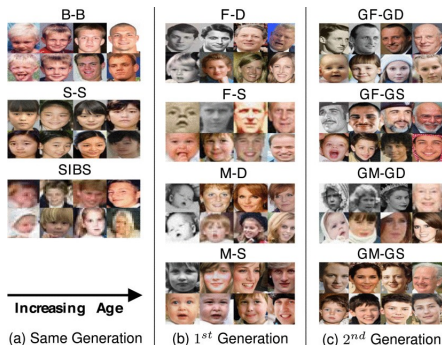 B-B
S-S
SIBS
Increasing Age
(a) Same Generation
F-D
F-S
M-D
M-S
(b) 1st Generation
GF-GD
GF-GS
GM-GD
GM-GS
(c) 2nd Generation